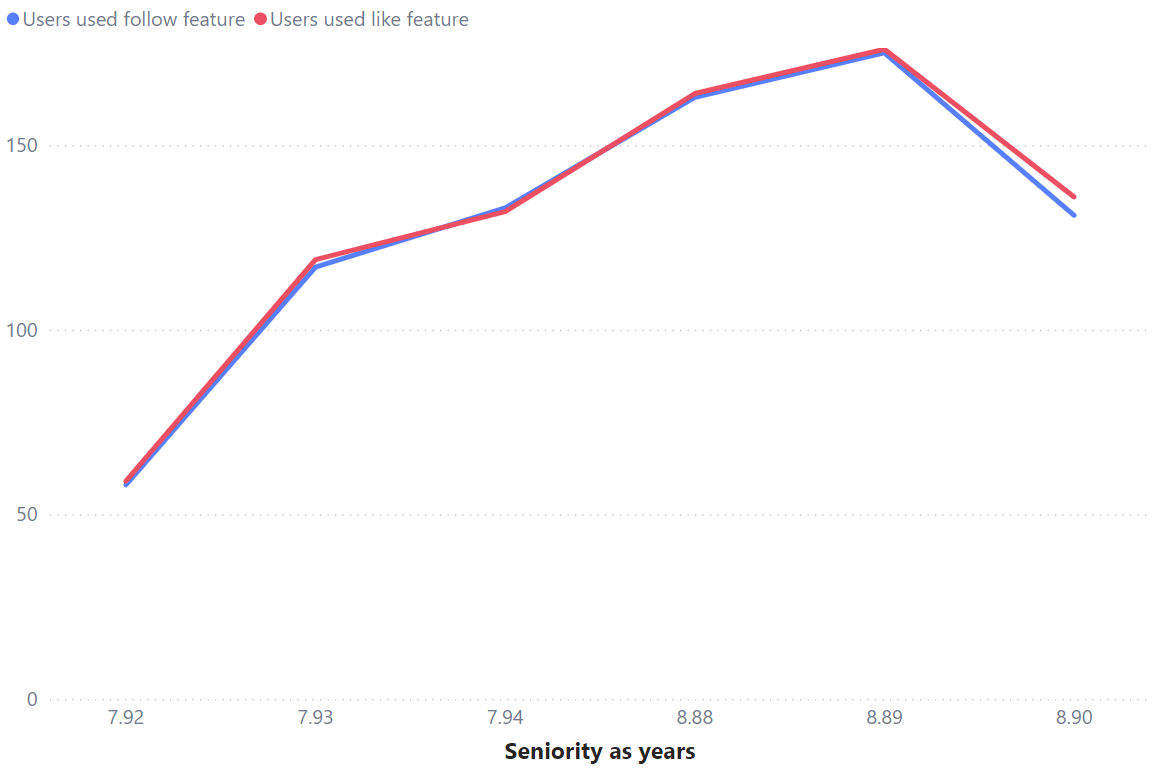 Users used follow feature Users used like feature
150
100
50
0
7.92 7.93 7.94 8.88 8.89 8.90
Seniority as years